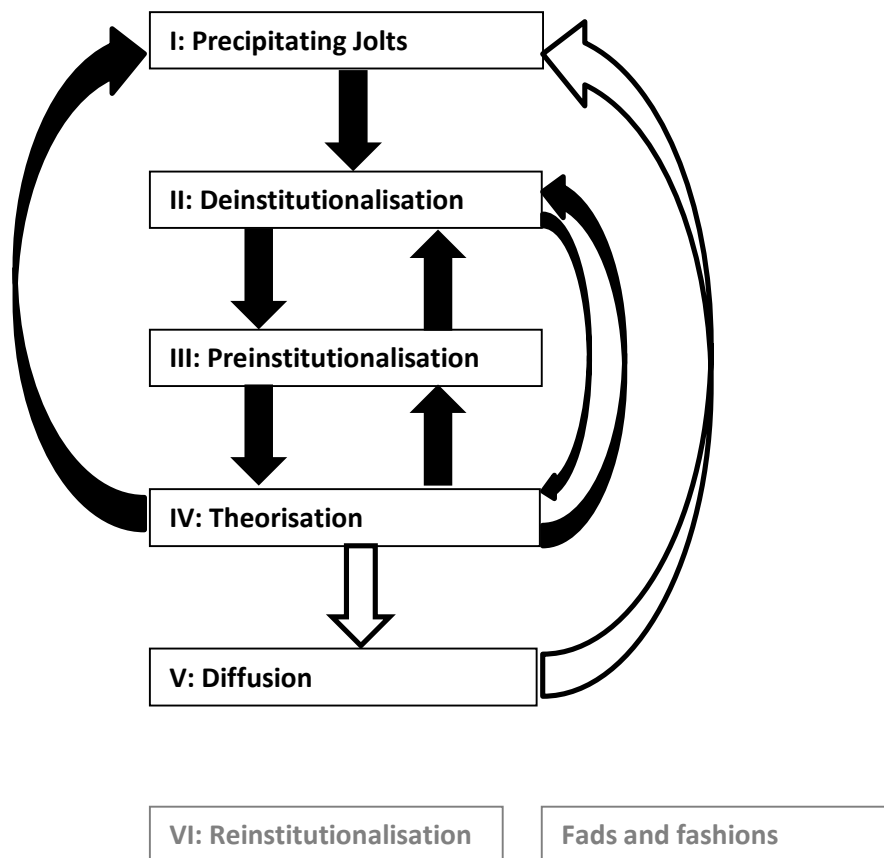 I: Precipitating Jolts
II: Deinstitutionalisation
III: Preinstitutionalisation
IV: Theorisation
V: Diffusion
VI: Reinstitutionalisation
Fads and fashions